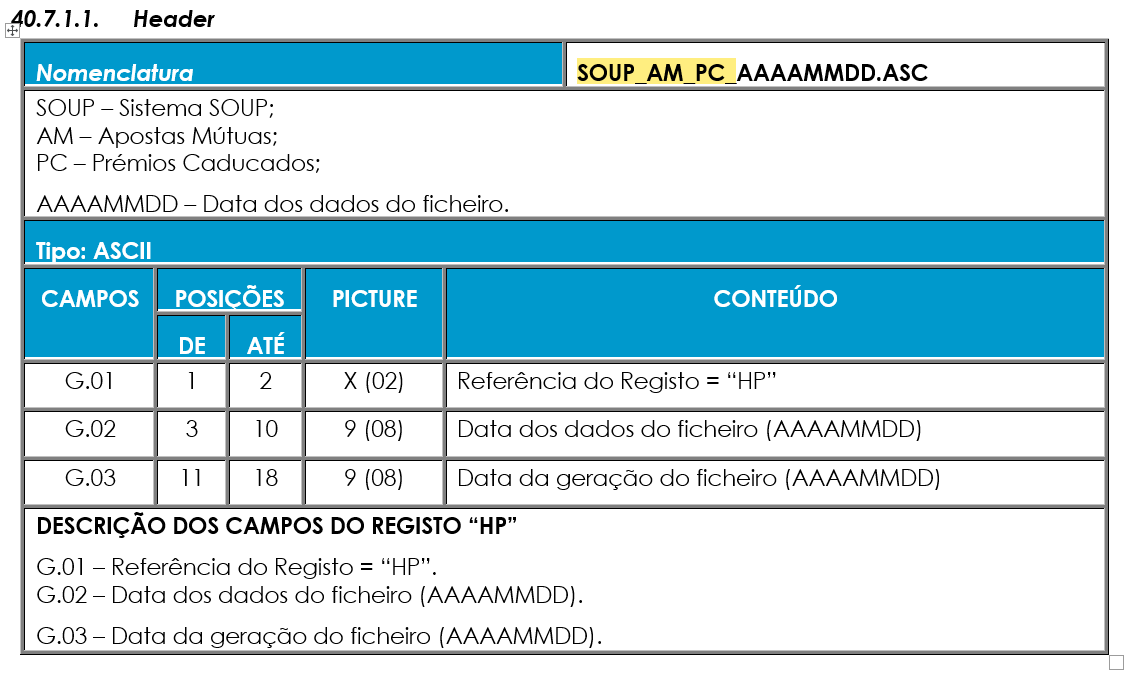 40.7.1.1. Header
Nomenclatura SOUP_AM_PC_AAAAMMDD.ASC
SOUP – Sistema SOUP;
AM – Apostas Mútuas;
PC – Prémios Caducados;
AAAAMMDD – Data dos dados do ficheiro.
Tipo: ASCII
CAMPOS POSIÇÕES PICTURE CONTEÚDO
DE ATÉ
G.01 1 2 X (02) Referência do Registo = “HP”
G.02 3 10 9 (08) Data dos dados do ficheiro (AAAAMMDD)
G.03 11 18 9 (08) Data da geração do ficheiro (AAAAMMDD)
DESCRIÇÃO DOS CAMPOS DO REGISTO “HP”
G.01 – Referência do Registo = “HP”.
G.02 – Data dos dados do ficheiro (AAAAMMDD).
G.03 – Data da geração do ficheiro (AAAAMMDD).